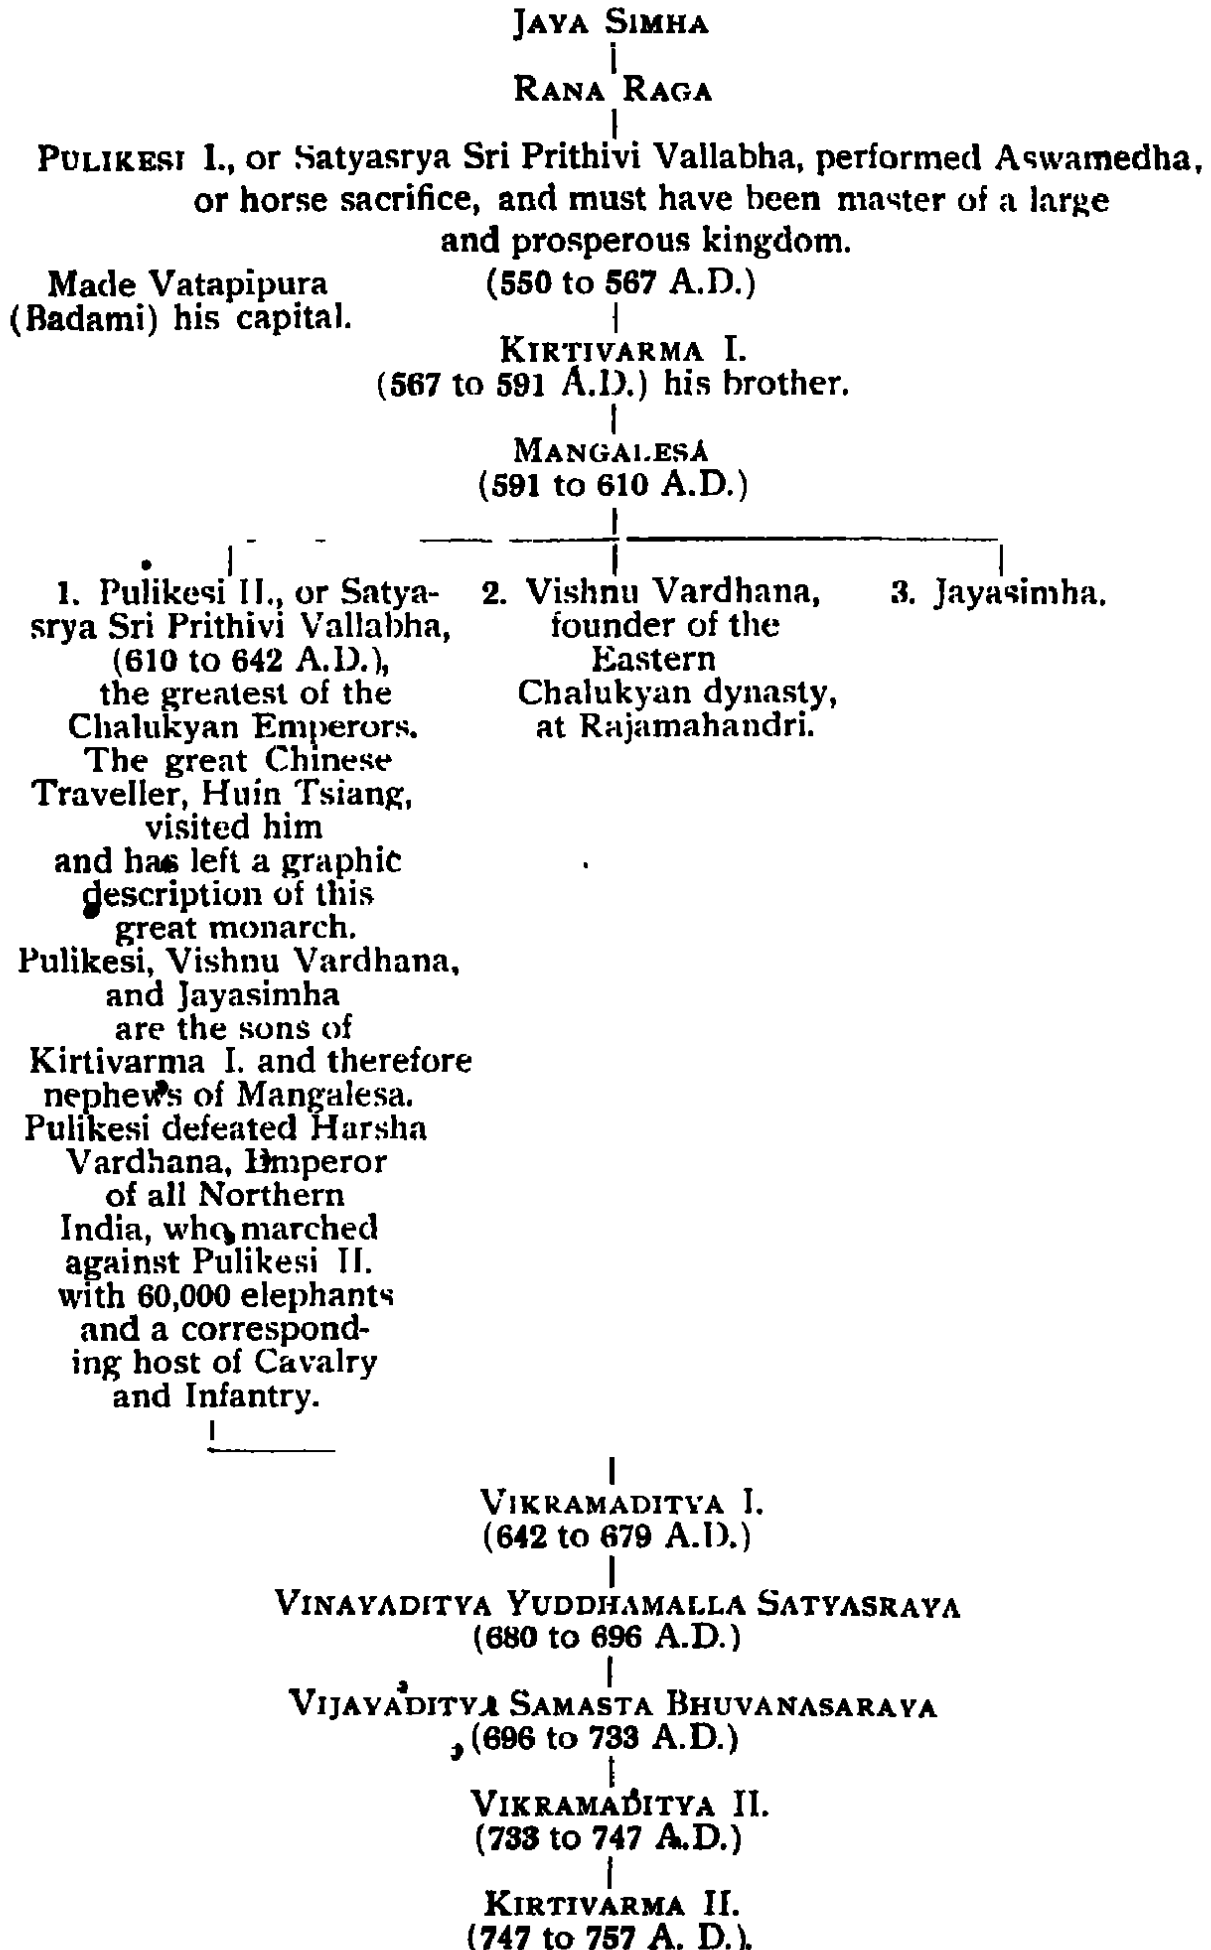 JAYA SIMHA
RANA RAGA
PULIKESI I., or Satyasrya Sri Prithivi Vallabha, performed Aswamedha,
or horse sacrifice, and must have been master of a large
and prosperous kingdom.
Made Vatapipura
(Badami) his capital.
(550 to 567 A.D.)
KIRTIVARMA I.
(567 to 591 A.D.) his brother.
MANGALESA
(591 to 610 A.D.)
1. Pulikesi II., or Satya-
srya Sri Prithivi Vallabha,
(610 to 642 A.D.),
the greatest of the
Chalukyan Emperors.
The great Chinese
Traveller, Huin Tsiang,
visited him
and has left a graphic
description of this
great monarch.
Pulikesi, Vishnu Vardhana,
and Jayasimha
are the sons of
Kirtivarma I. and therefore
nephews of Mangalesa.
Pulikesi defeated Harsha
Vardhana, Emperor
of all Northern
India, who marched
against Pulikesi II.
with 60,000 elephants
and a correspond-
ing host of Cavalry
and Infantry.
2. Vishnu Vardhana,
founder of the
Eastern
Chalukyan dynasty,
at Rajamahandri.
3. Jayasimha.
VIKRAMADITYA I.
(642 to 679 A.D.)
VINAYADITYA YUDDHAMALLA SATYASRAYA
(680 to 696 A.D.)
VIJAYADITYA SAMASTA BHUVANASARAYA
(696 to 733 A.D.)
VIKRAMADITYA II.
(733 to 747 A.D.)
KIRTIVARMA II.
(747 to 757 A. D.).